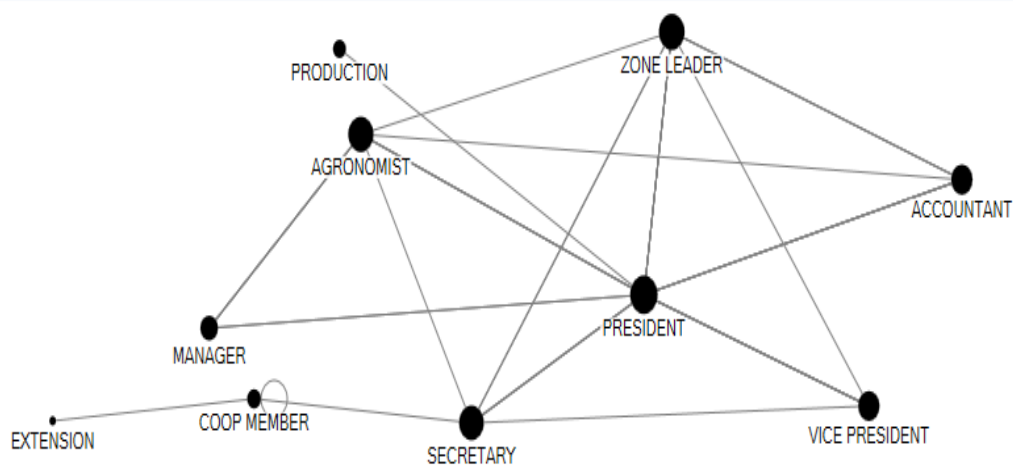 ZONE LEADER
PRODUCTION
AGRONOMIST
ACCOUNTANT
PRESIDENT
MANAGER
COOP MEMBER
VICE PRESIDENT
EXTENSION
SECRETARY